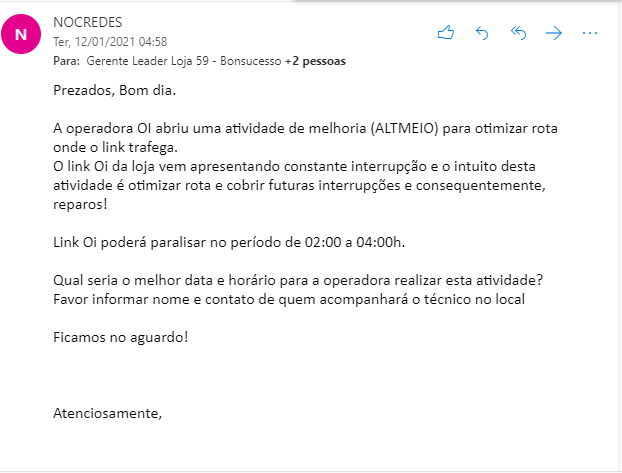 N
NOCREDES
Ter, 12/01/2021 04:58
Para: Gerente Leader Loja 59 - Bonsucesso +2 pessoas
Prezados, Bom dia.
A operadora OI abriu uma atividade de melhoria (ALTMEIO) para otimizar rota
onde o link trafega.
O link Oi da loja vem apresentando constante interrupção e o intuito desta
atividade é otimizar rota e cobrir futuras interrupções e consequentemente,
reparos!
Link Oi poderá paralisar no período de 02:00 a 04:00h.
Qual seria o melhor data e horário para a operadora realizar esta atividade?
Favor informar nome e contato de quem acompanhará o técnico no local
Ficamos no aguardo!
Atenciosamente,